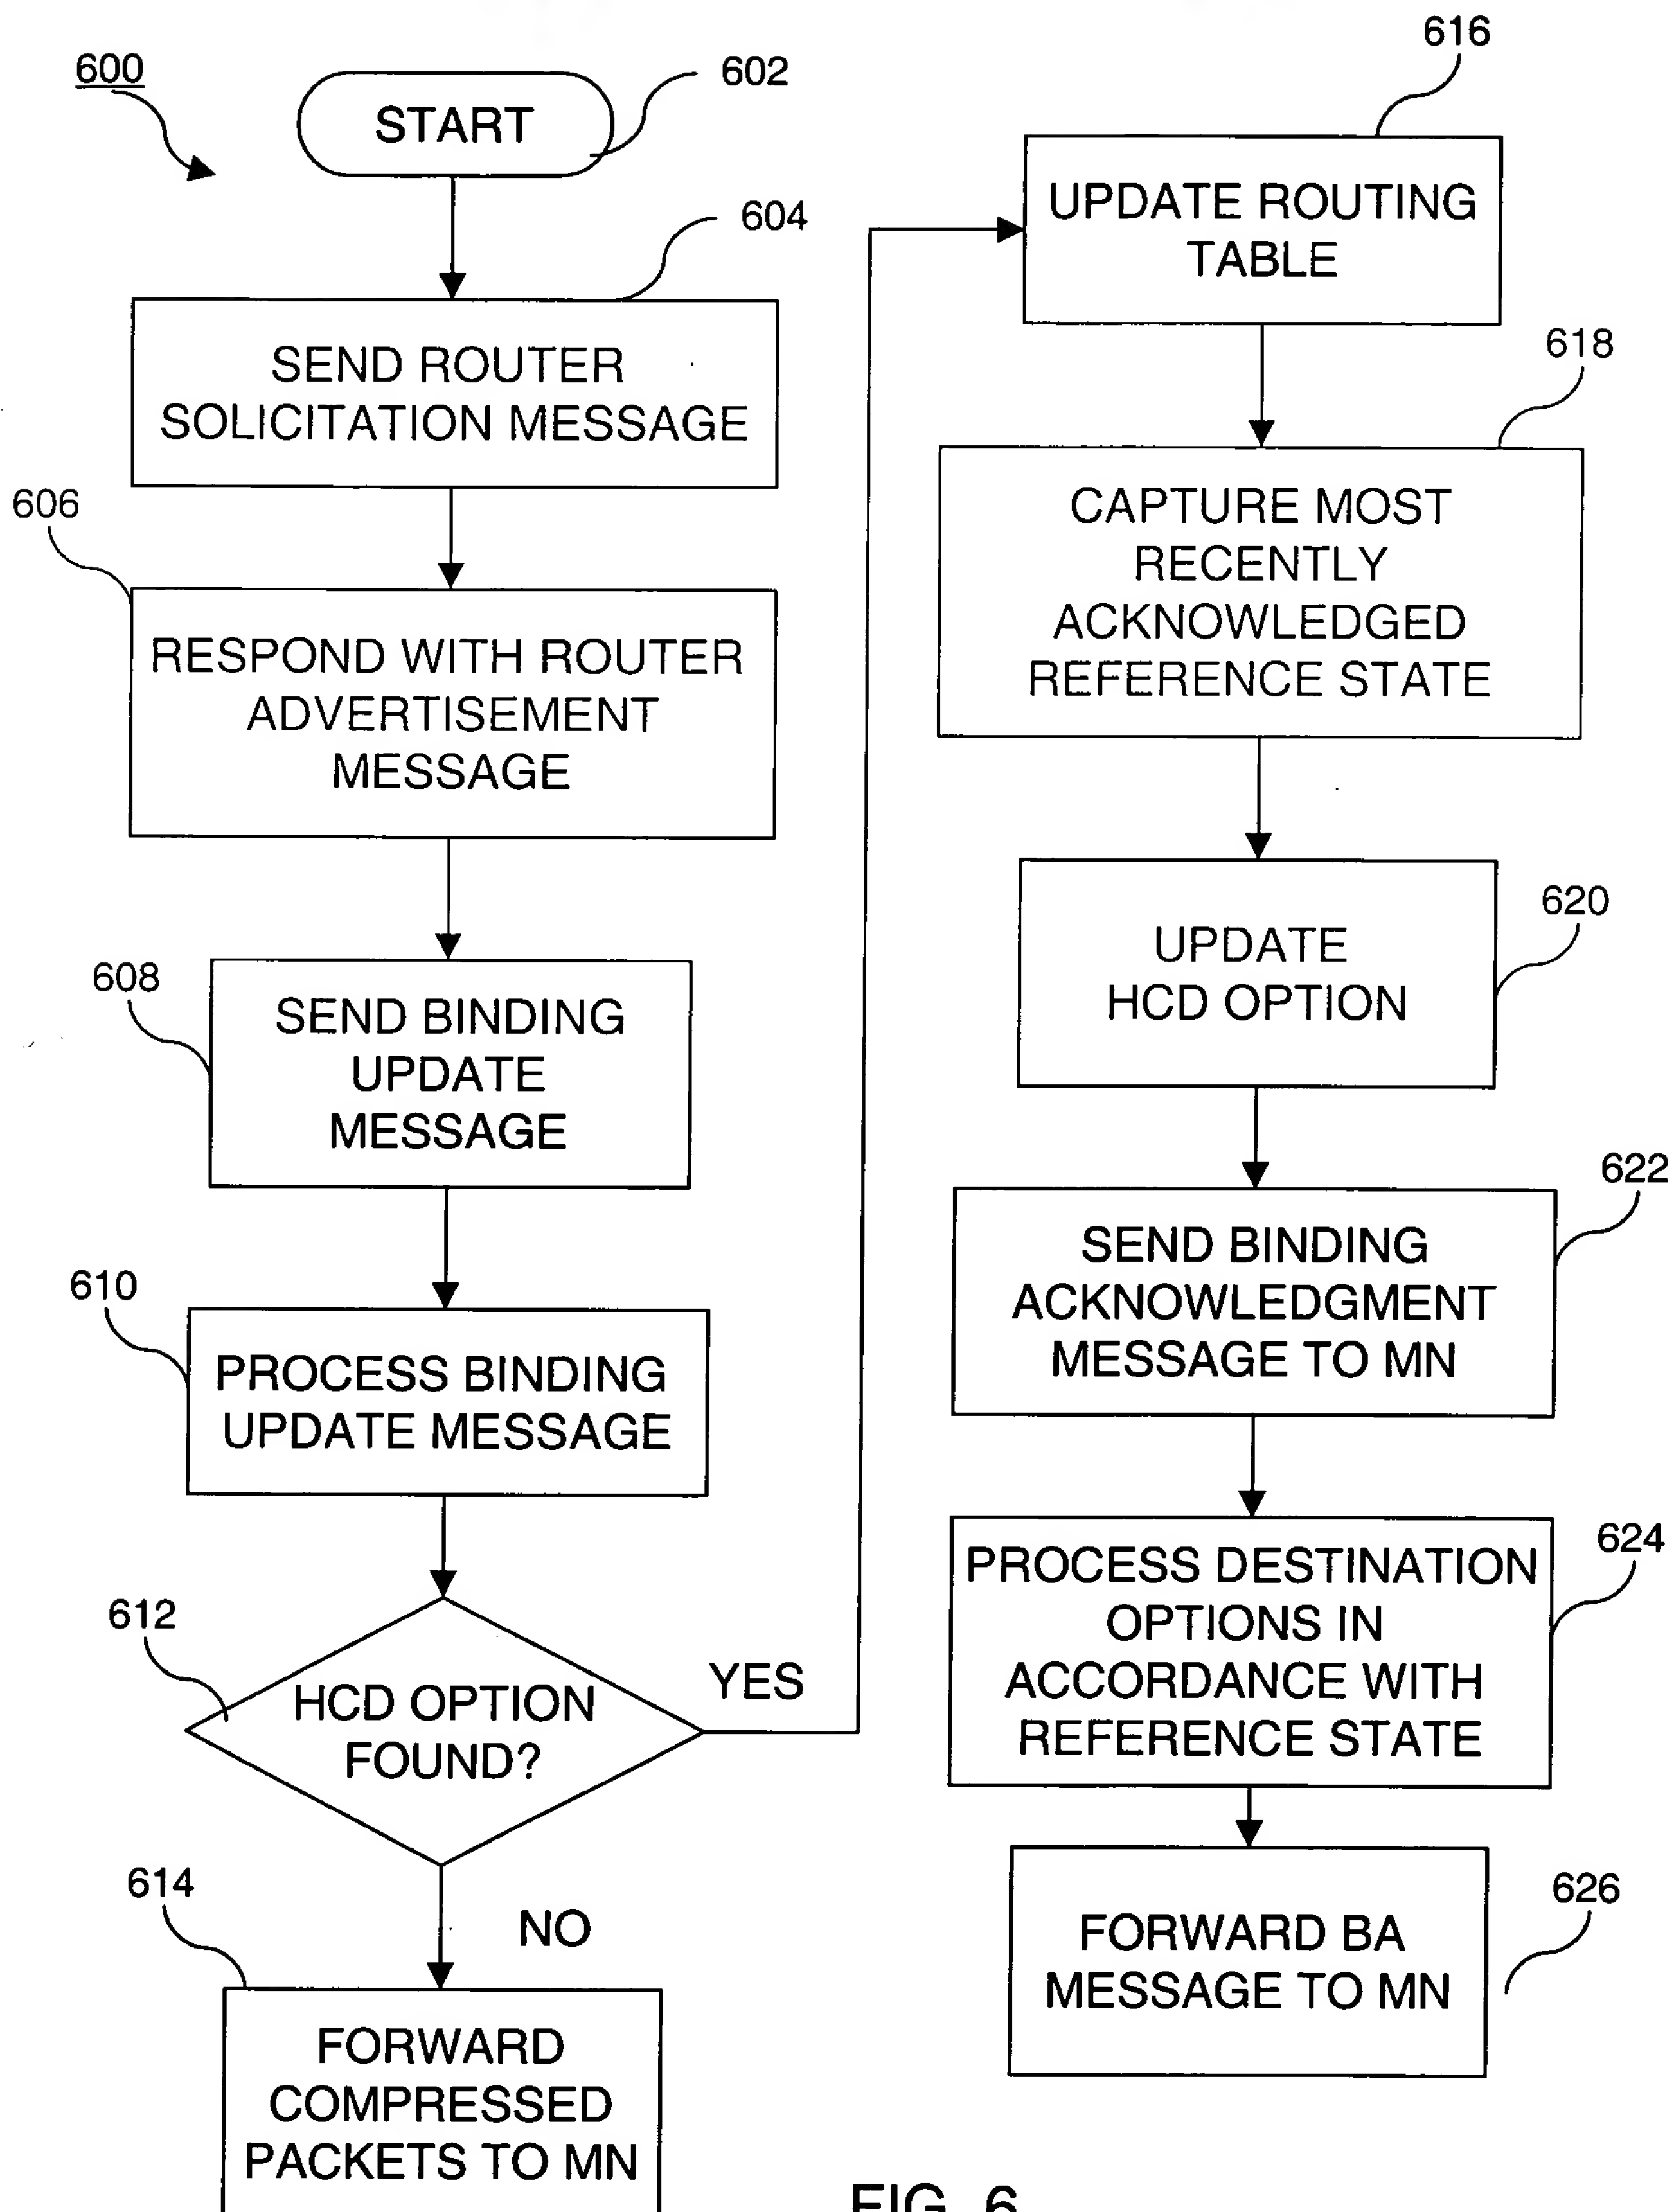 600
START
602
604
SEND ROUTER
SOLICITATION MESSAGE
606
RESPOND WITH ROUTER
ADVERTISEMENT
MESSAGE
608
SEND BINDING
UPDATE
MESSAGE
610
PROCESS BINDING
UPDATE MESSAGE
612
HCD OPTION
FOUND?
YES
NO
614
FORWARD
COMPRESSED
PACKETS TO MN
616
UPDATE ROUTING
TABLE
618
CAPTURE MOST
RECENTLY
ACKNOWLEDGED
REFERENCE STATE
620
UPDATE
HCD OPTION
622
SEND BINDING
ACKNOWLEDGMENT
MESSAGE TO MN
624
PROCESS DESTINATION
OPTIONS IN
ACCORDANCE WITH
REFERENCE STATE
626
FORWARD BA
MESSAGE TO MN
FIG. 6